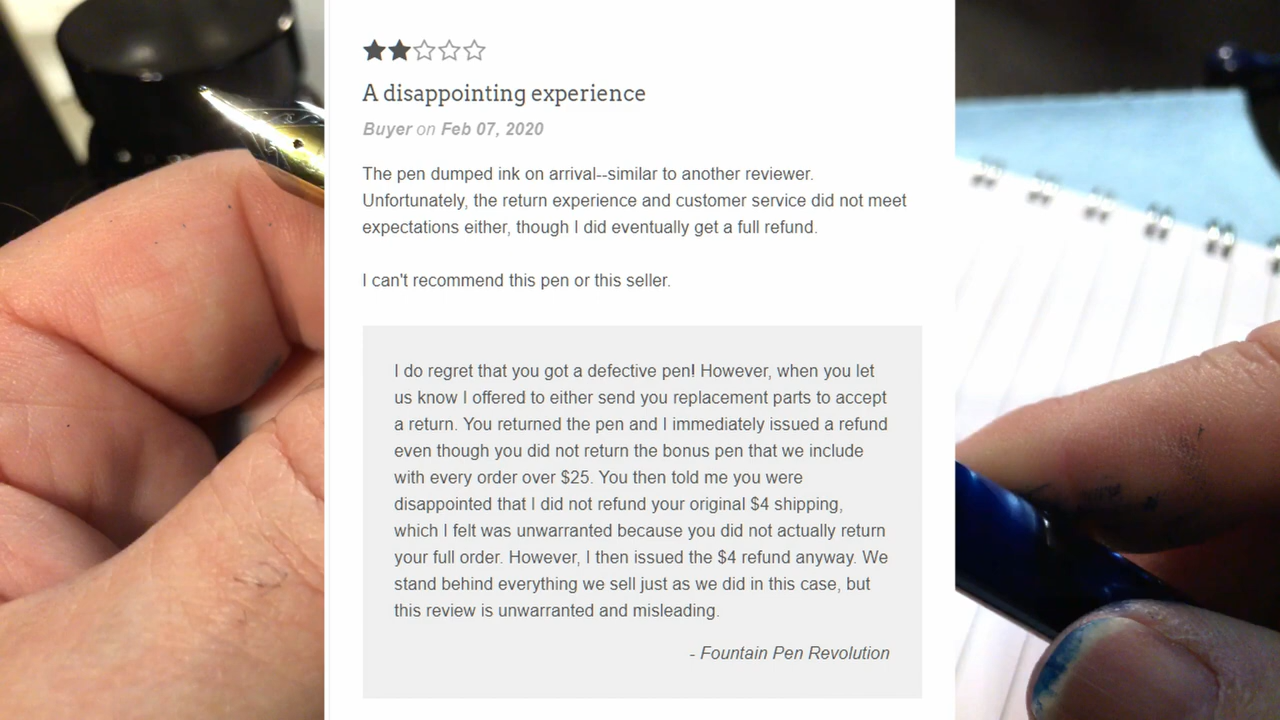 A disappointing experience
Buyer on Feb 07, 2020
The pen dumped ink on arrival--similar to another reviewer.
Unfortunately, the return experience and customer service did not meet
expectations either, though I did eventually get a full refund.
I can't recommend this pen or this seller.
I do regret that you got a defective pen! However, when you let
us know I offered to either send you replacement parts to accept
a return. You returned the pen and I immediately issued a refund
even though you did not return the bonus pen that we include
with every order over $25. You then told me you were
disappointed that I did not refund your original $4 shipping,
which I felt was unwarranted because you did not actually return
your full order. However, I then issued the $4 refund anyway. We
stand behind everything we sell just as we did in this case, but
this review is unwarranted and misleading.
- Fountain Pen Revolution